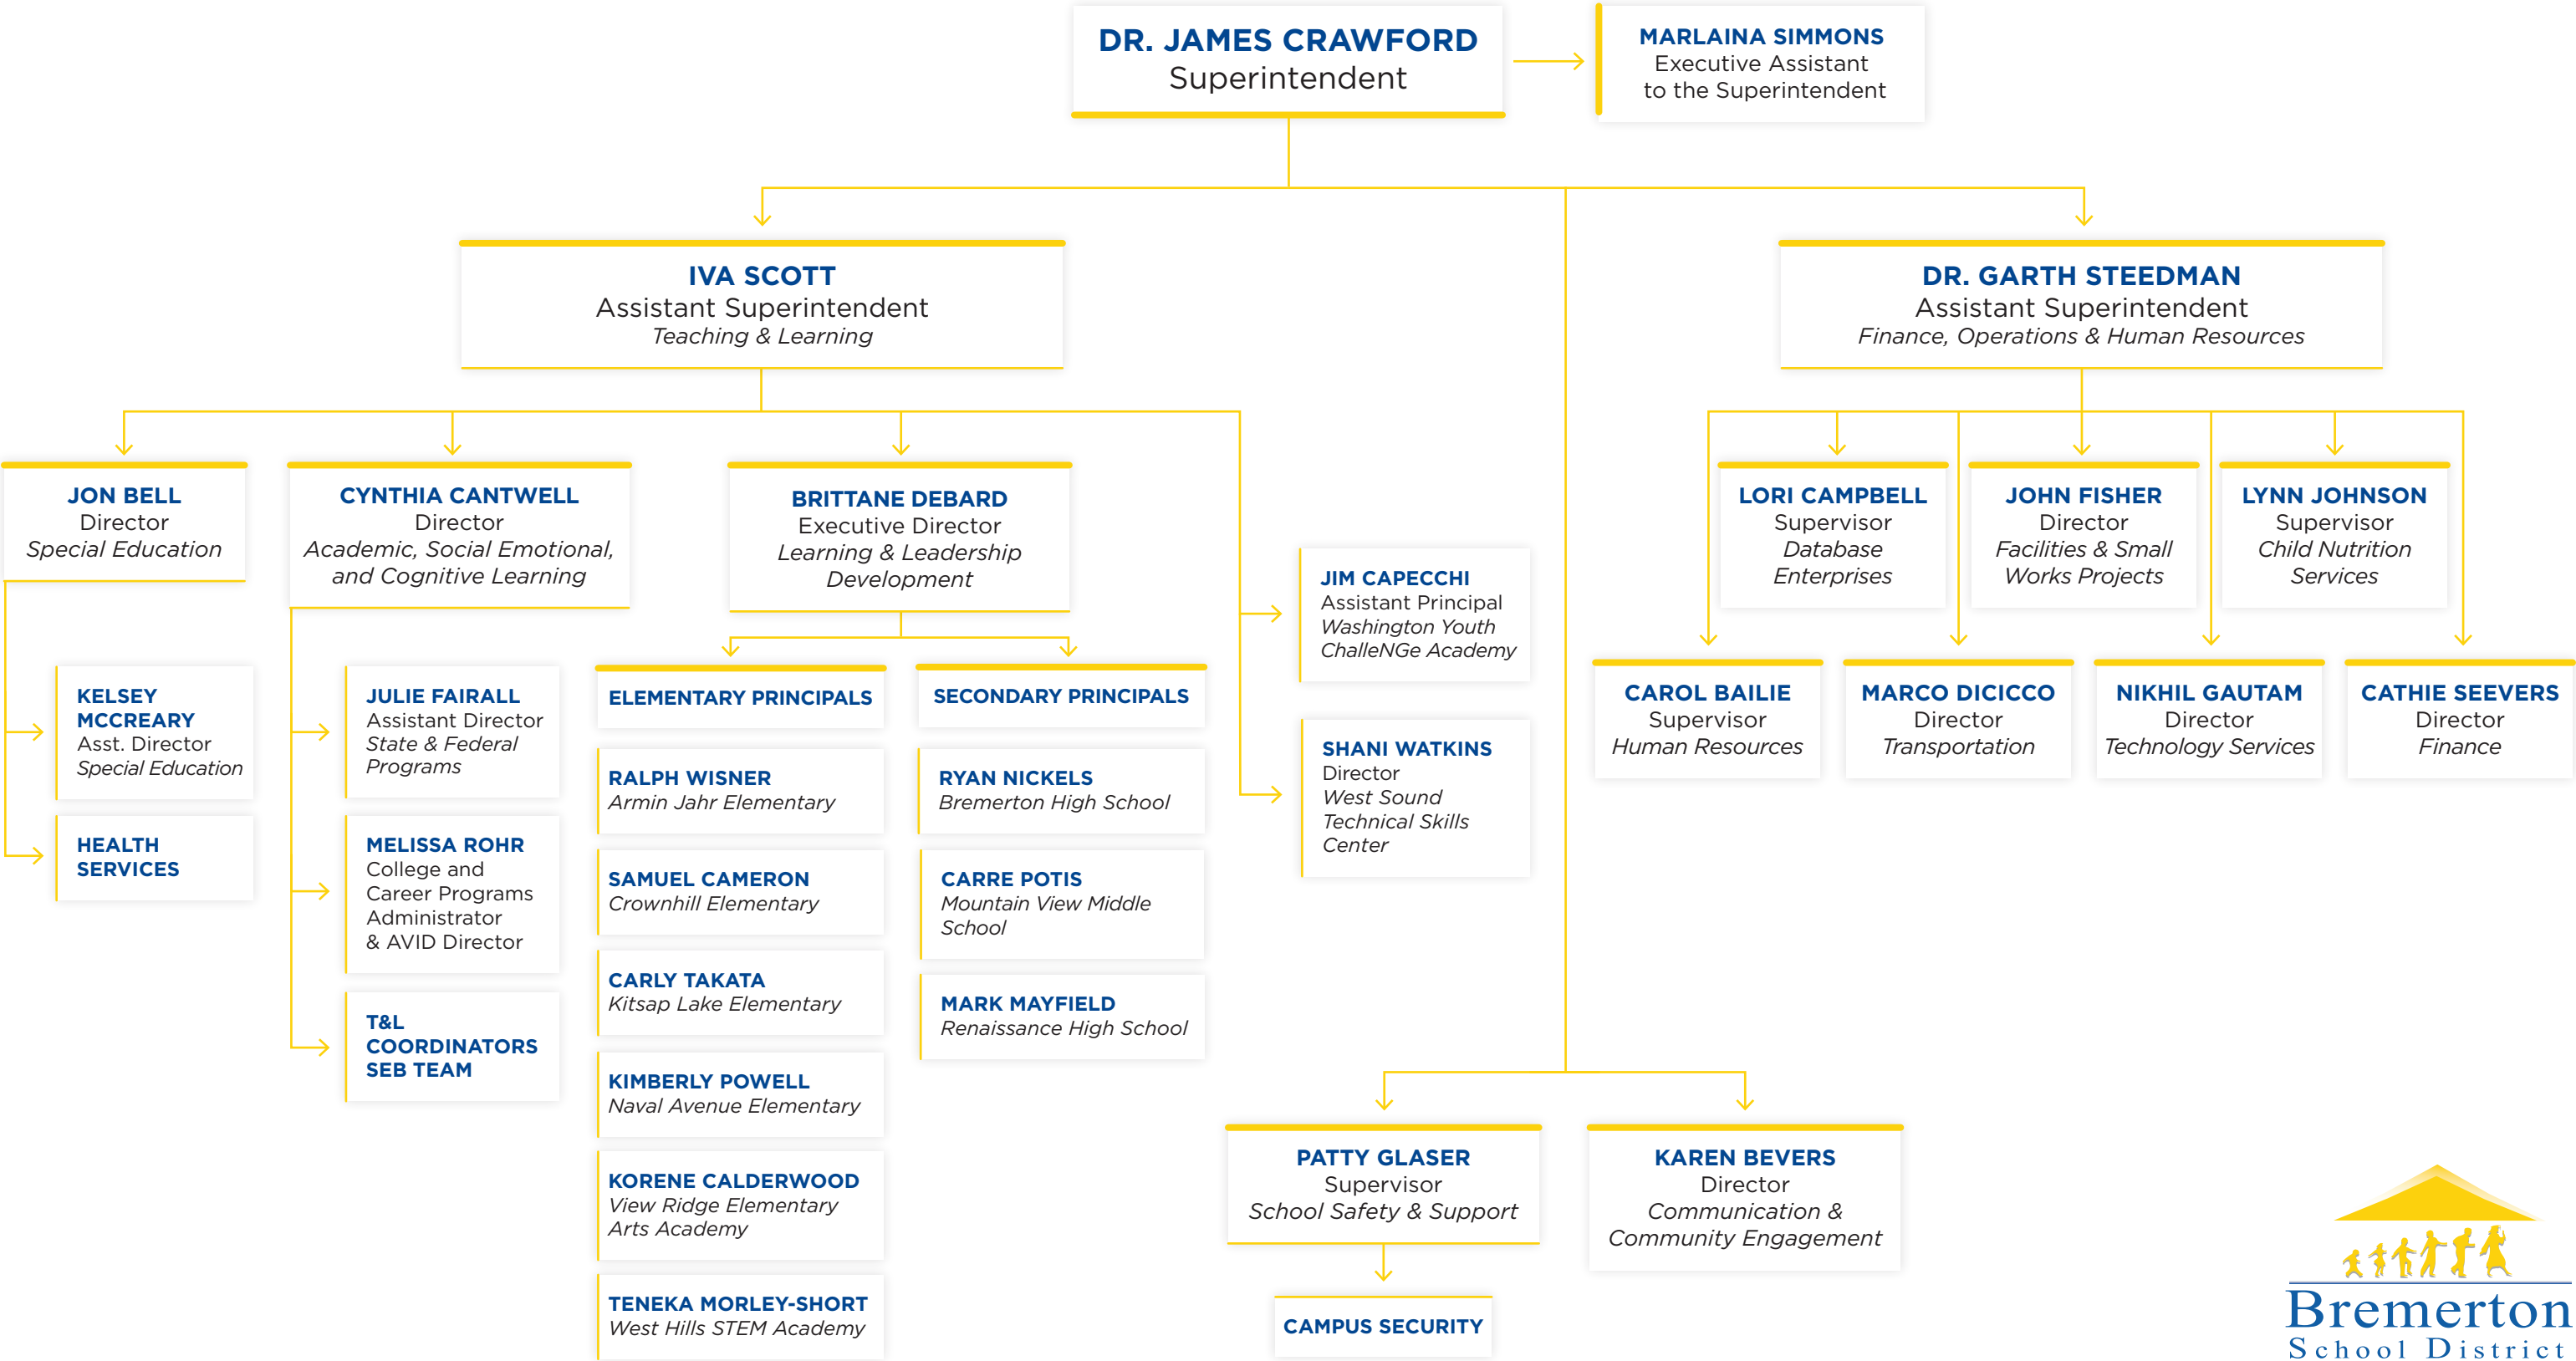 DR. JAMES CRAWFORD
Superintendent
MARLAINA SIMMONS
Executive Assistant
to the Superintendent
IVA SCOTT
Assistant Superintendent
Teaching & Learning
DR. GARTH STEEDMAN
Assistant Superintendent
Finance, Operations & Human Resources
JON BELL
Director
Special Education
KELSEY
MCCREARY
Asst. Director
Special Education
HEALTH
SERVICES
CYNTHIA CANTWELL
Director
Academic, Social Emotional,
and Cognitive Learning
JULIE FAIRALL
Assistant Director
State & Federal
Programs
MELISSA ROHR
College and
Career Programs
Administrator
& AVID Director
T&L
COORDINATORS
SEB TEAM
BRITTANE DEBARD
Executive Director
Learning & Leadership
Development
ELEMENTARY PRINCIPALS
RALPH WISNER
Armin Jahr Elementary
SAMUEL CAMERON
Crownhill Elementary
CARLY TAKATA
Kitsap Lake Elementary
KIMBERLY POWELL
Naval Avenue Elementary
KORENE CALDERWOOD
View Ridge Elementary
Arts Academy
TENEKA MORLEY-SHORT
West Hills STEM Academy
SECONDARY PRINCIPALS
RYAN NICKELS
Bremerton High School
CARRE POTIS
Mountain View Middle
School
MARK MAYFIELD
Renaissance High School
JIM CAPECCHI
Assistant Principal
Washington Youth
ChalleNGe Academy
SHANI WATKINS
Director
West Sound
Technical Skills
Center
LORI CAMPBELL
Supervisor
Database
Enterprises
JOHN FISHER
Director
Facilities & Small
Works Projects
LYNN JOHNSON
Supervisor
Child Nutrition
Services
CAROL BAILIE
Supervisor
Human Resources
MARCO DICICCO
Director
Transportation
NIKHIL GAUTAM
Director
Technology Services
CATHIE SEEVERS
Director
Finance
PATTY GLASER
Supervisor
School Safety & Support
CAMPUS SECURITY
KAREN BEVERS
Director
Communication &
Community Engagement
Bremerton
School District